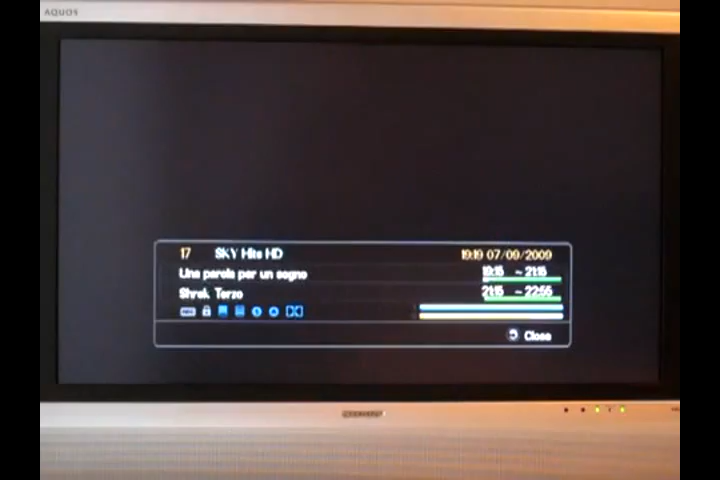 AQUOS
17 SKY Hits HD 19:19 07/09/2009
Una parola per un sogno 19:15 ~ 21:15
Shrek Terzo 21:15 ~ 22:55
Close